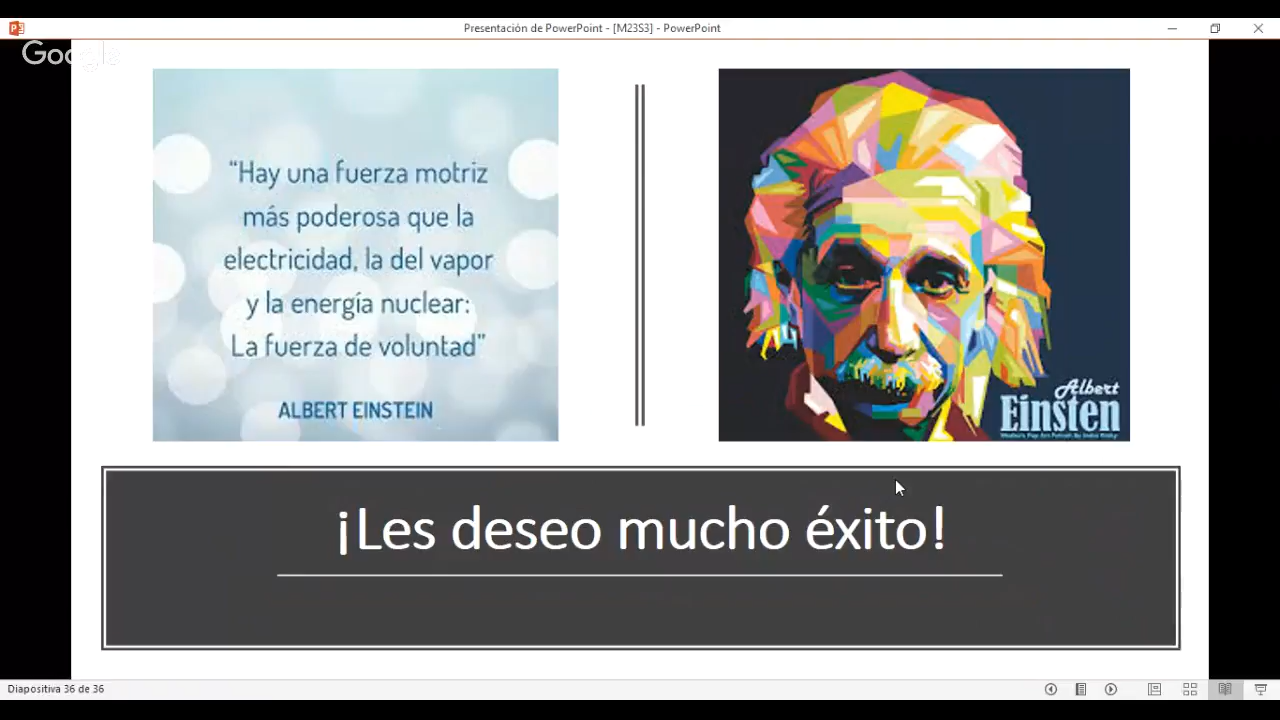 Presentación de PowerPoint - [M23S3] - PowerPoint
Google
“Hay una fuerza motriz
más poderosa que la
electricidad, la del vapor
y la energía nuclear:
La fuerza de voluntad”
ALBERT EINSTEIN
Albert
Einsten
¡Les deseo mucho éxito!
Diapositiva 36 de 36